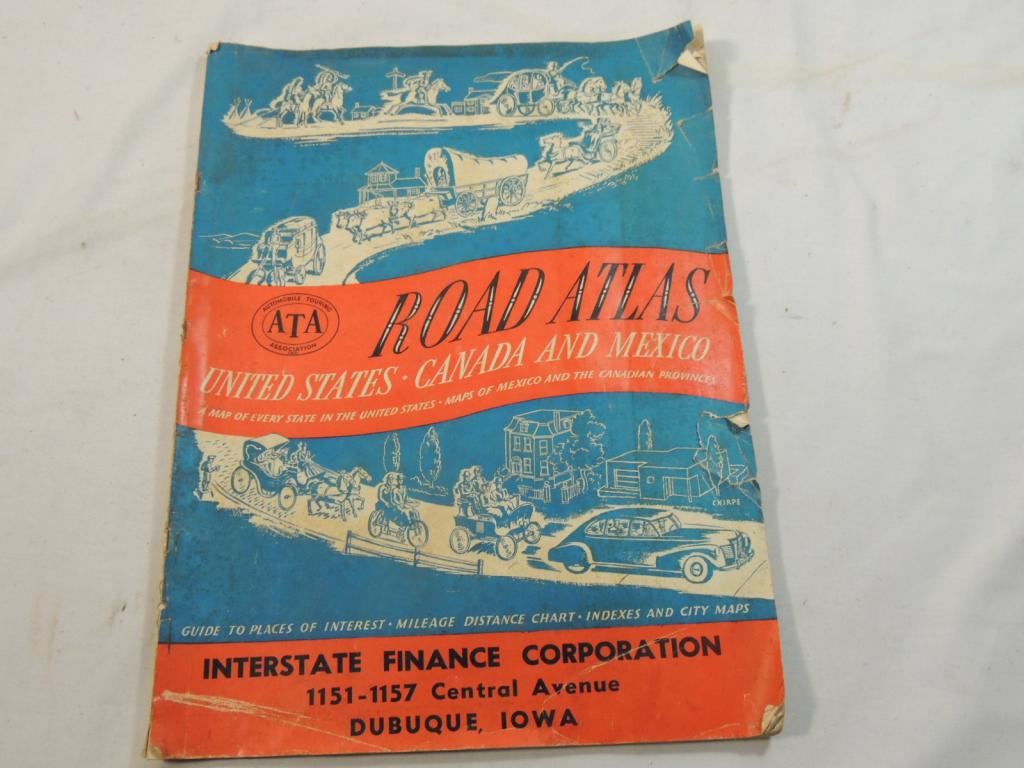 AUTOMOBILE TOURING
ATA
ASSOCIATION
INC.
ROAD ATLAS
UNITED STATES · CANADA AND MEXICO
A MAP OF EVERY STATE IN THE UNITED STATES · MAPS OF MEXICO AND THE CANADIAN PROVINCES
CHIRPE
GUIDE TO PLACES OF INTEREST · MILEAGE DISTANCE CHART · INDEXES AND CITY MAPS
INTERSTATE FINANCE CORPORATION
1151-1157 Central Avenue
DUBUQUE, IOWA